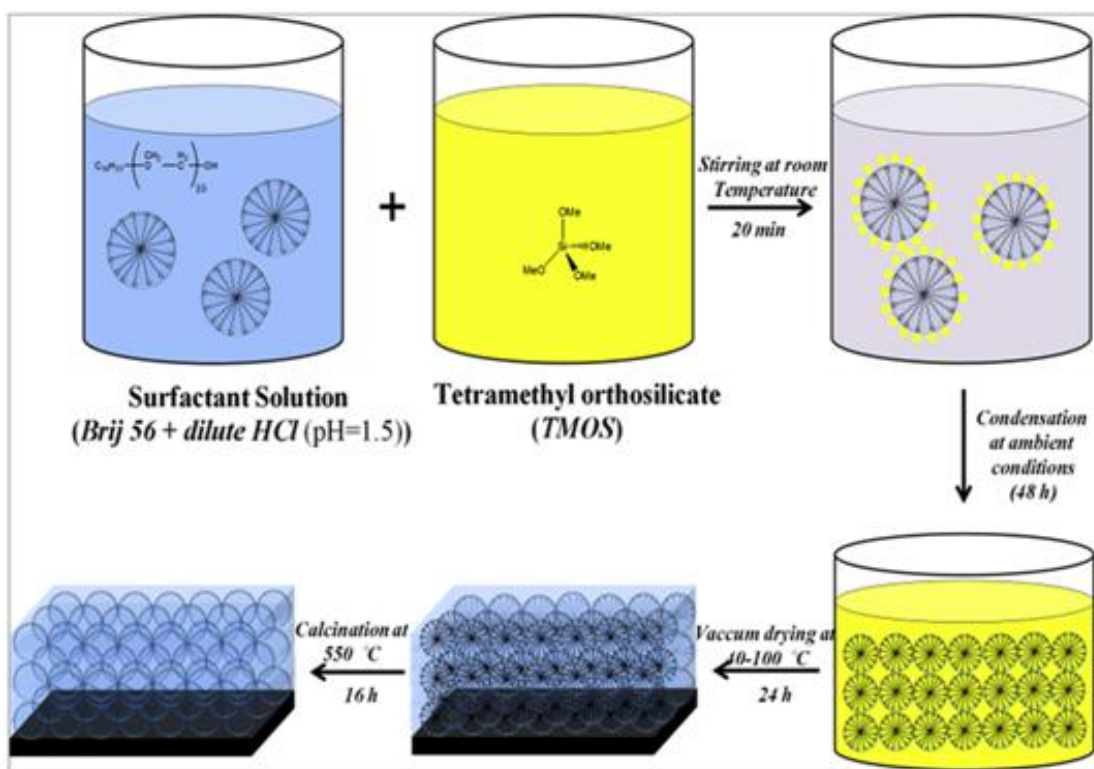 OH
10
OMe
Si
OMe
MeO
OMe
Stirring at room
Temperature
20 min
+
Surfactant Solution
(Brij 56 + dilute HCl (pH=1.5))
Tetramethyl orthosilicate
(TMOS)
Condensation
at ambient
conditions
(48 h)
Calcination at
550 °C
16 h
Vaccum drying at
40-100 °C
24 h